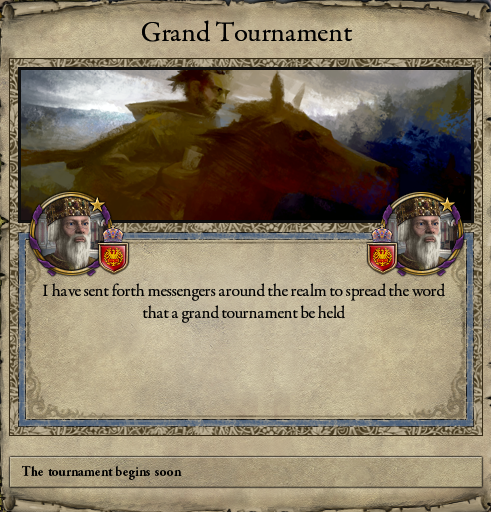 Grand Tournament
I have sent forth messengers around the realm to spread the word
that a grand tournament be held
The tournament begins soon